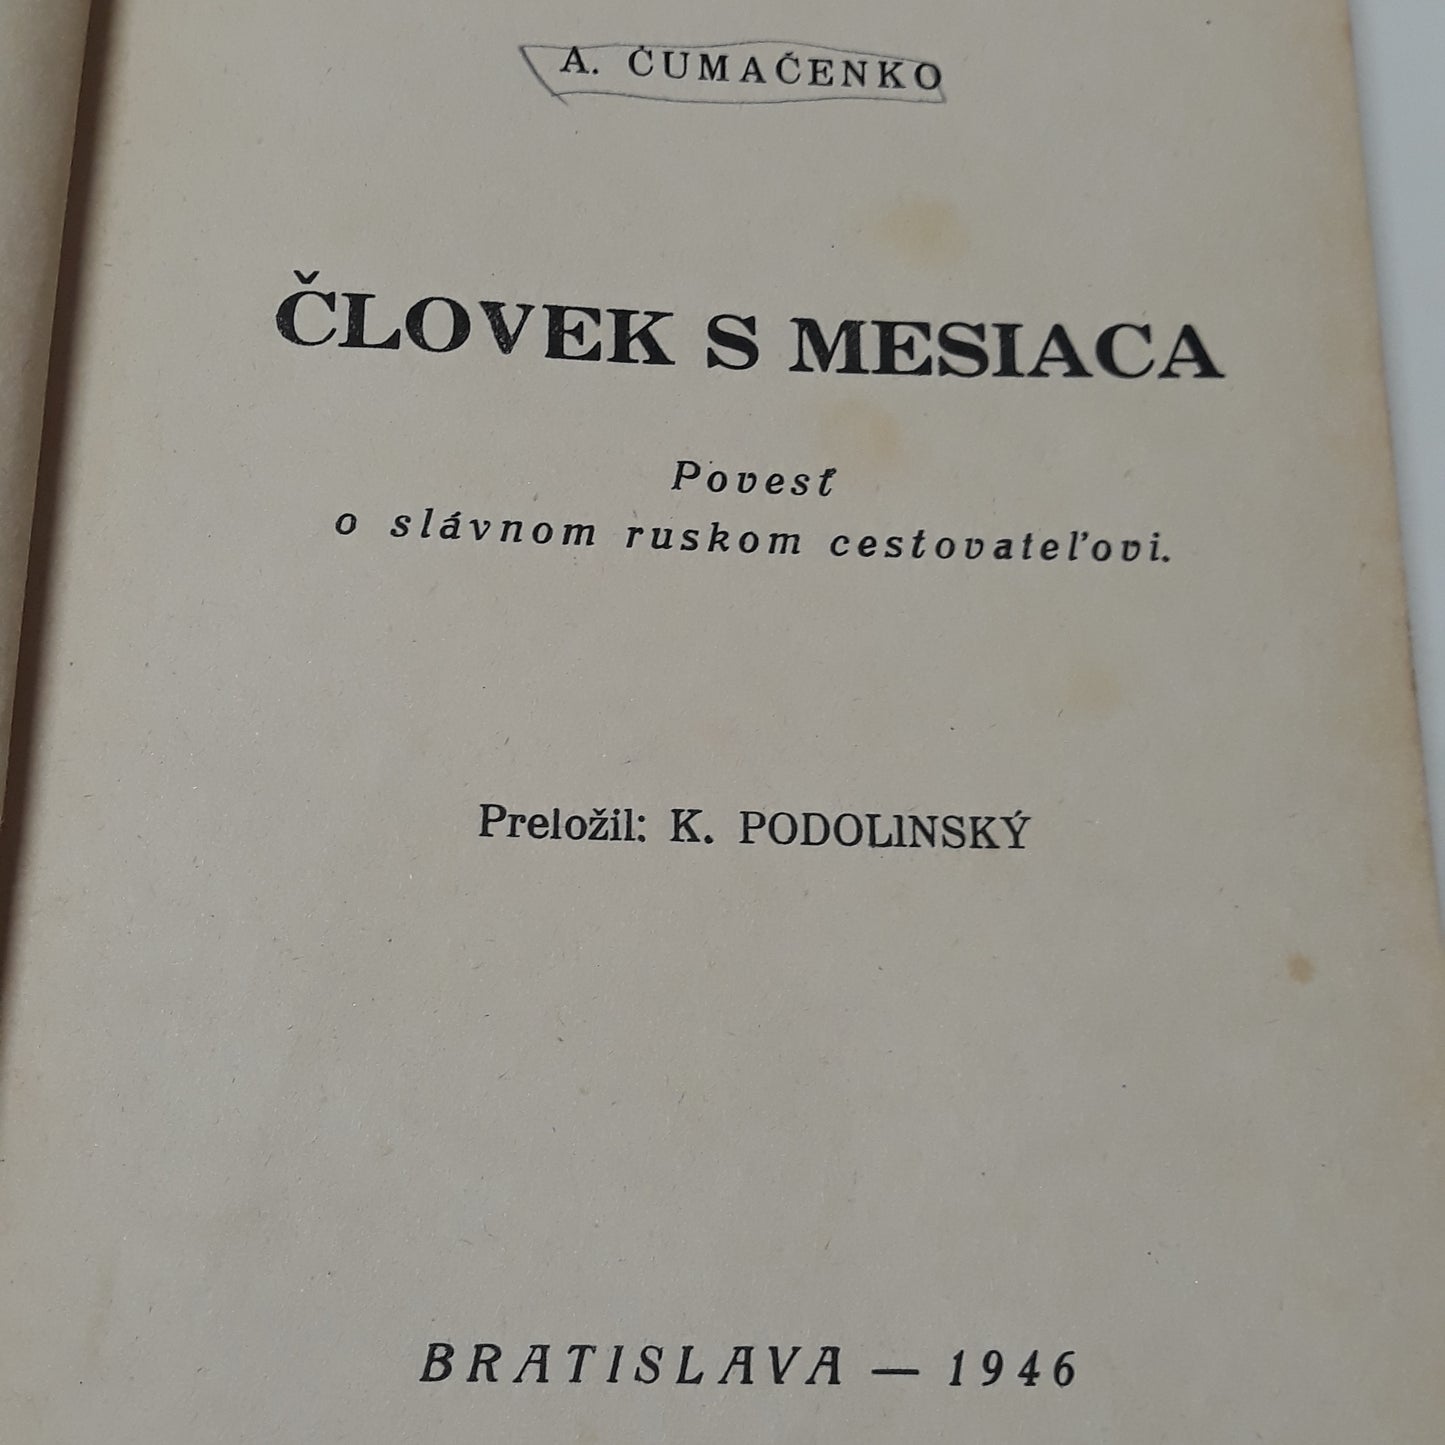 A. ČUMAČENKO
ČLOVEK S MESIACA
Povesť
o slávnom ruskom cestovateľovi.
Preložil: K. PODOLINSKÝ
BRATISLAVA — 1946